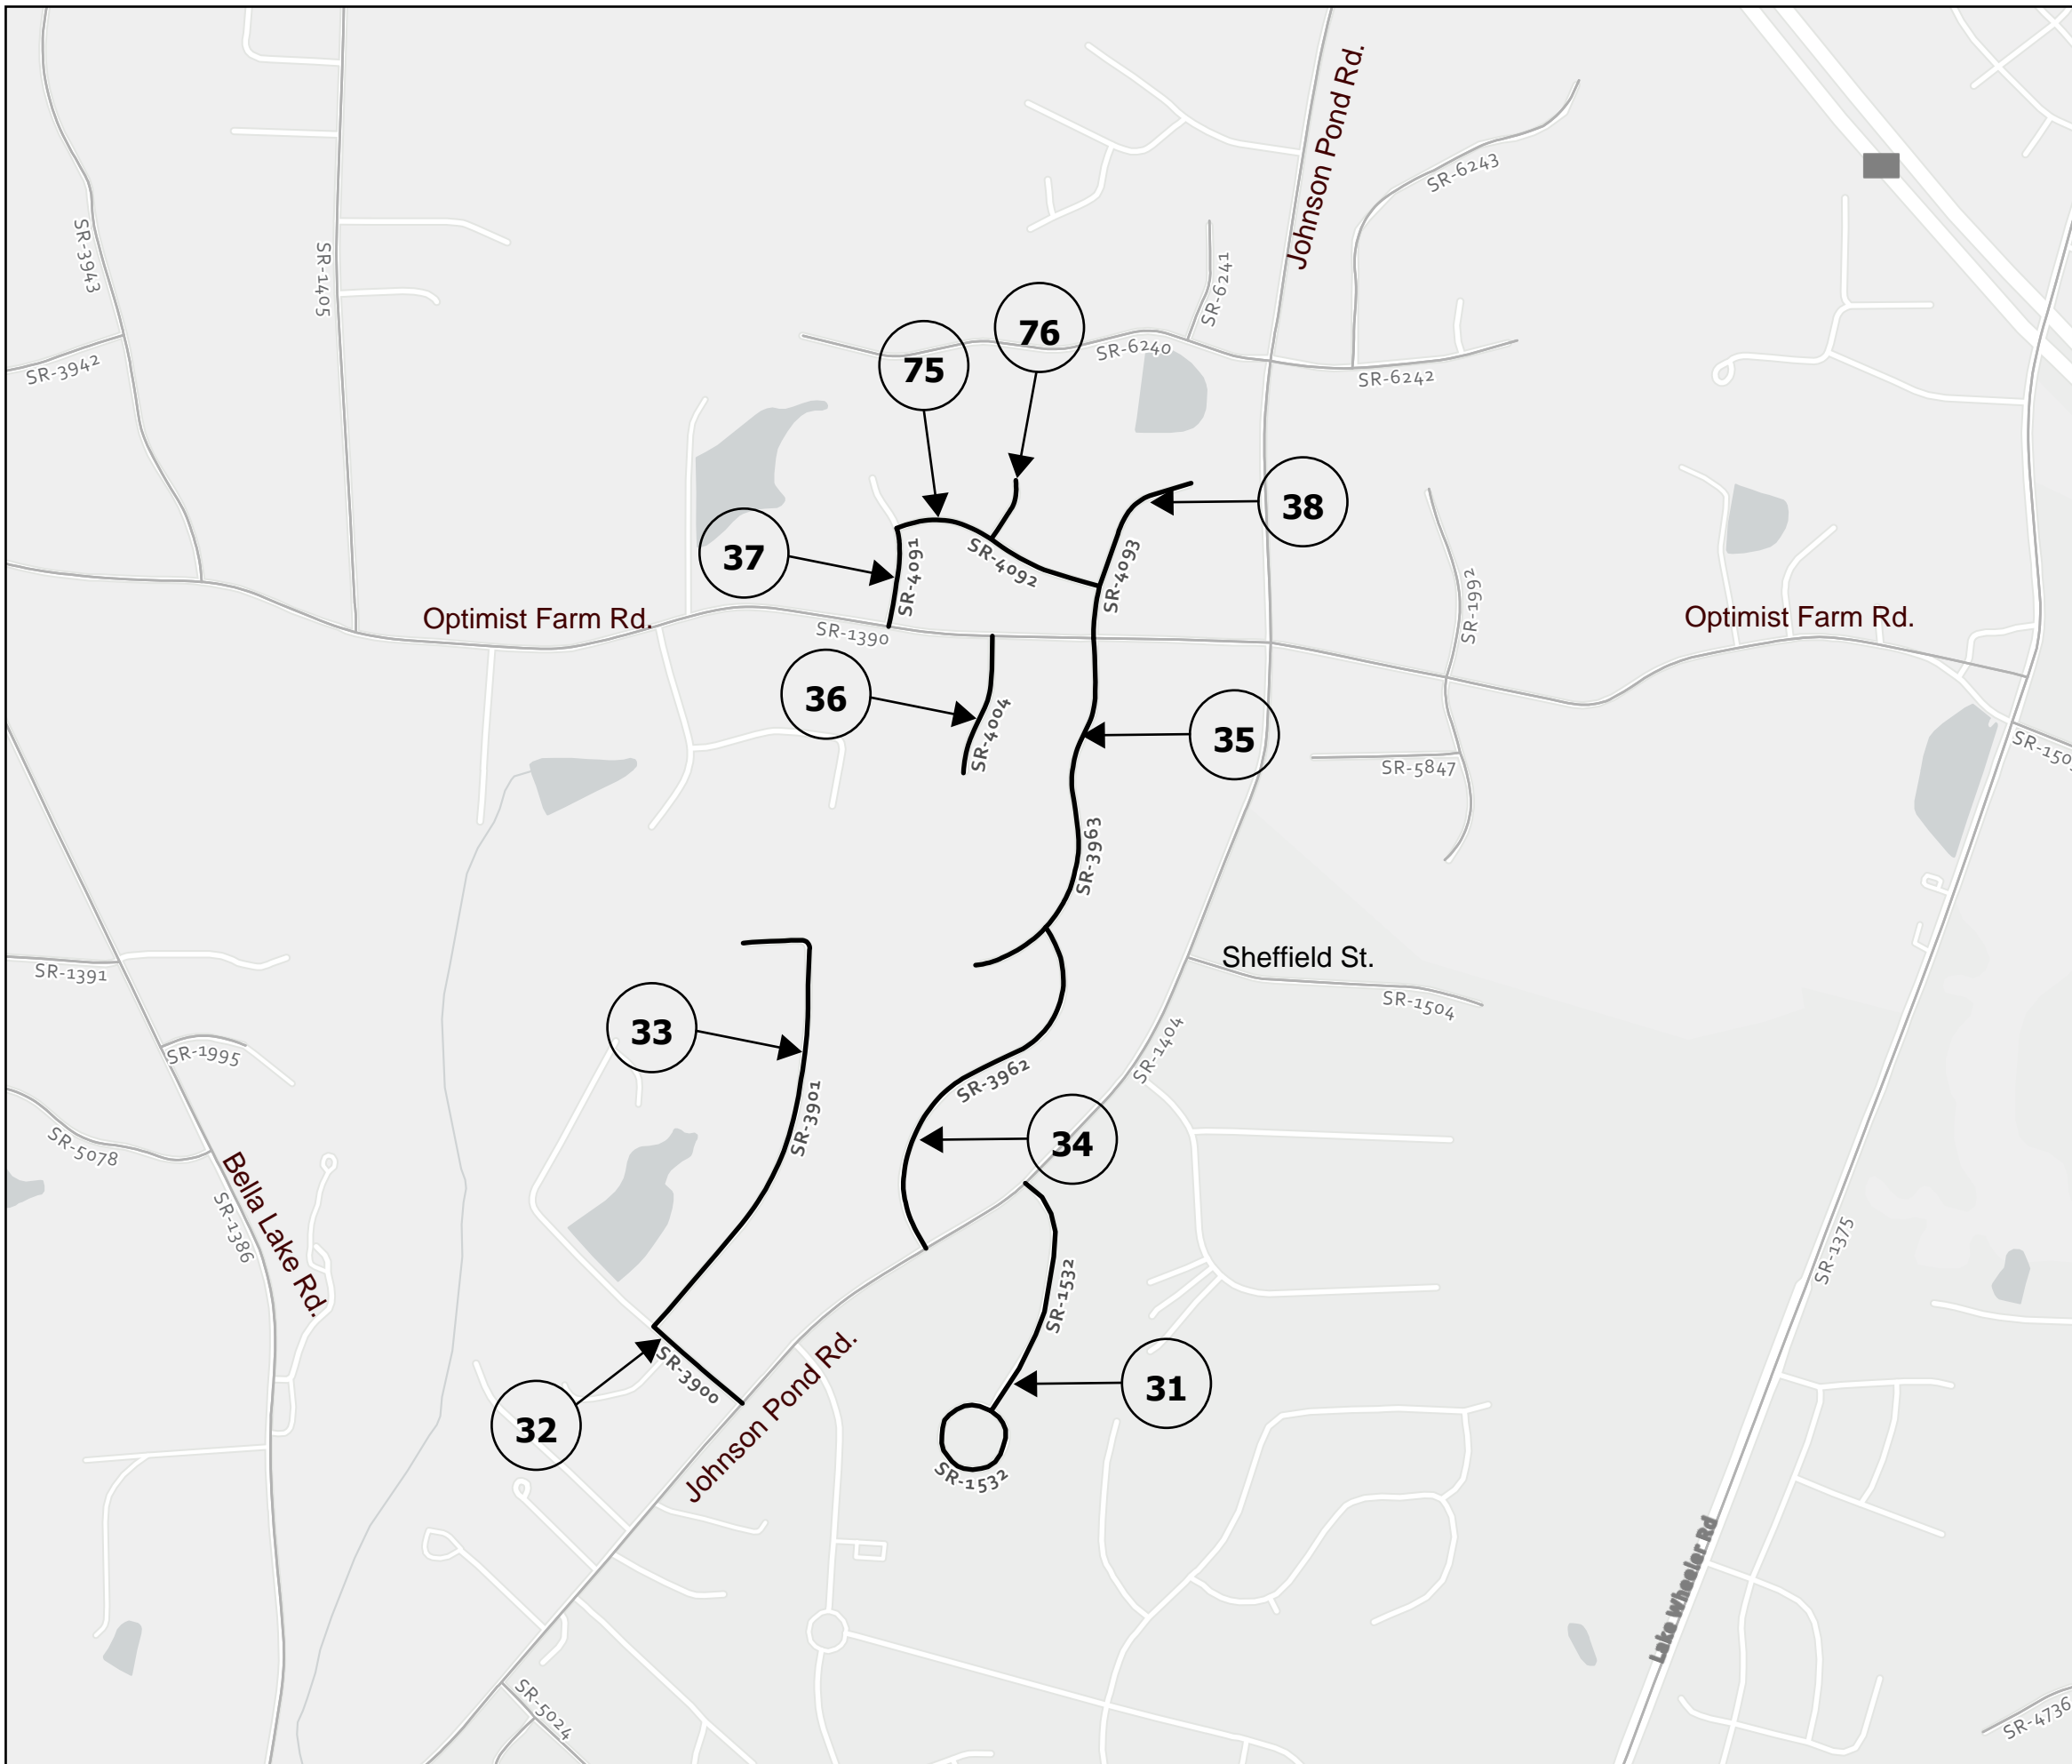 Johnson Pond Rd.
SR-6243
SR-3943
SR-1405
SR-6241
76
SR-6240
75
SR-3942
SR-6242
38
37
SR-4091
SR-4092
SR-4093
SR-1992
Optimist Farm Rd.
SR-1390
Optimist Farm Rd.
36
SR-4004
35
SR-5847
SR-150
SR-3963
Sheffield St.
SR-1391
SR-1504
33
SR-1995
SR-1404
SR-3962
SR-3901
34
SR-5078
Bella Lake Rd.
SR-1386
SR-1375
SR-1532
SR-3900
Johnson Pond Rd.
31
32
SR-1532
Lake Wheeler Rd
SR-5024
SR-4736